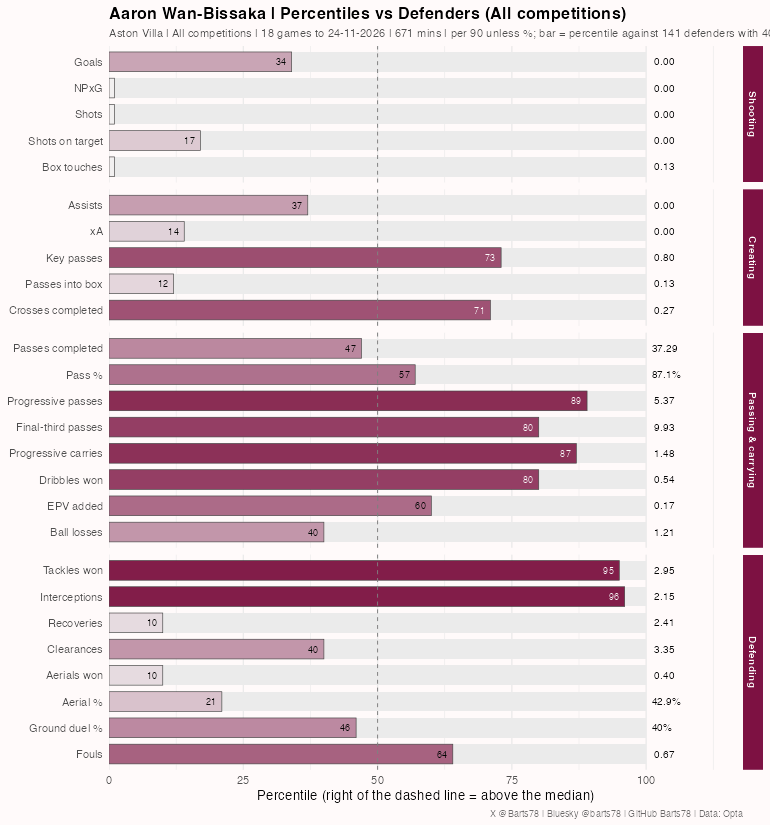 Aaron Wan-Bissaka | Percentiles vs Defenders (All competitions)
Aston Villa | All competitions | 18 games to 24-11-2026 | 671 mins | per 90 unless %; bar = percentile against 141 defenders with 40
Goals 34 0.00
NPxG 0.00
Shots 0.00
Shots on target 17 0.00
Box touches 0.13
Shooting
Assists 37 0.00
xA 14 0.00
Key passes 73 0.80
Passes into box 12 0.13
Crosses completed 71 0.27
Creating
Passes completed 47 37.29
Pass % 57 87.1%
Progressive passes 89 5.37
Final-third passes 80 9.93
Progressive carries 87 1.48
Dribbles won 80 0.54
EPV added 60 0.17
Ball losses 40 1.21
Passing & carrying
Tackles won 95 2.95
Interceptions 96 2.15
Recoveries 10 2.41
Clearances 40 3.35
Aerials won 10 0.40
Aerial % 21 42.9%
Ground duel % 46 40%
Fouls 64 0.67
Defending
0 25 50 75 100
Percentile (right of the dashed line = above the median)
X @Barts78 | Bluesky @barts78 | GitHub Barts78 | Data: Opta